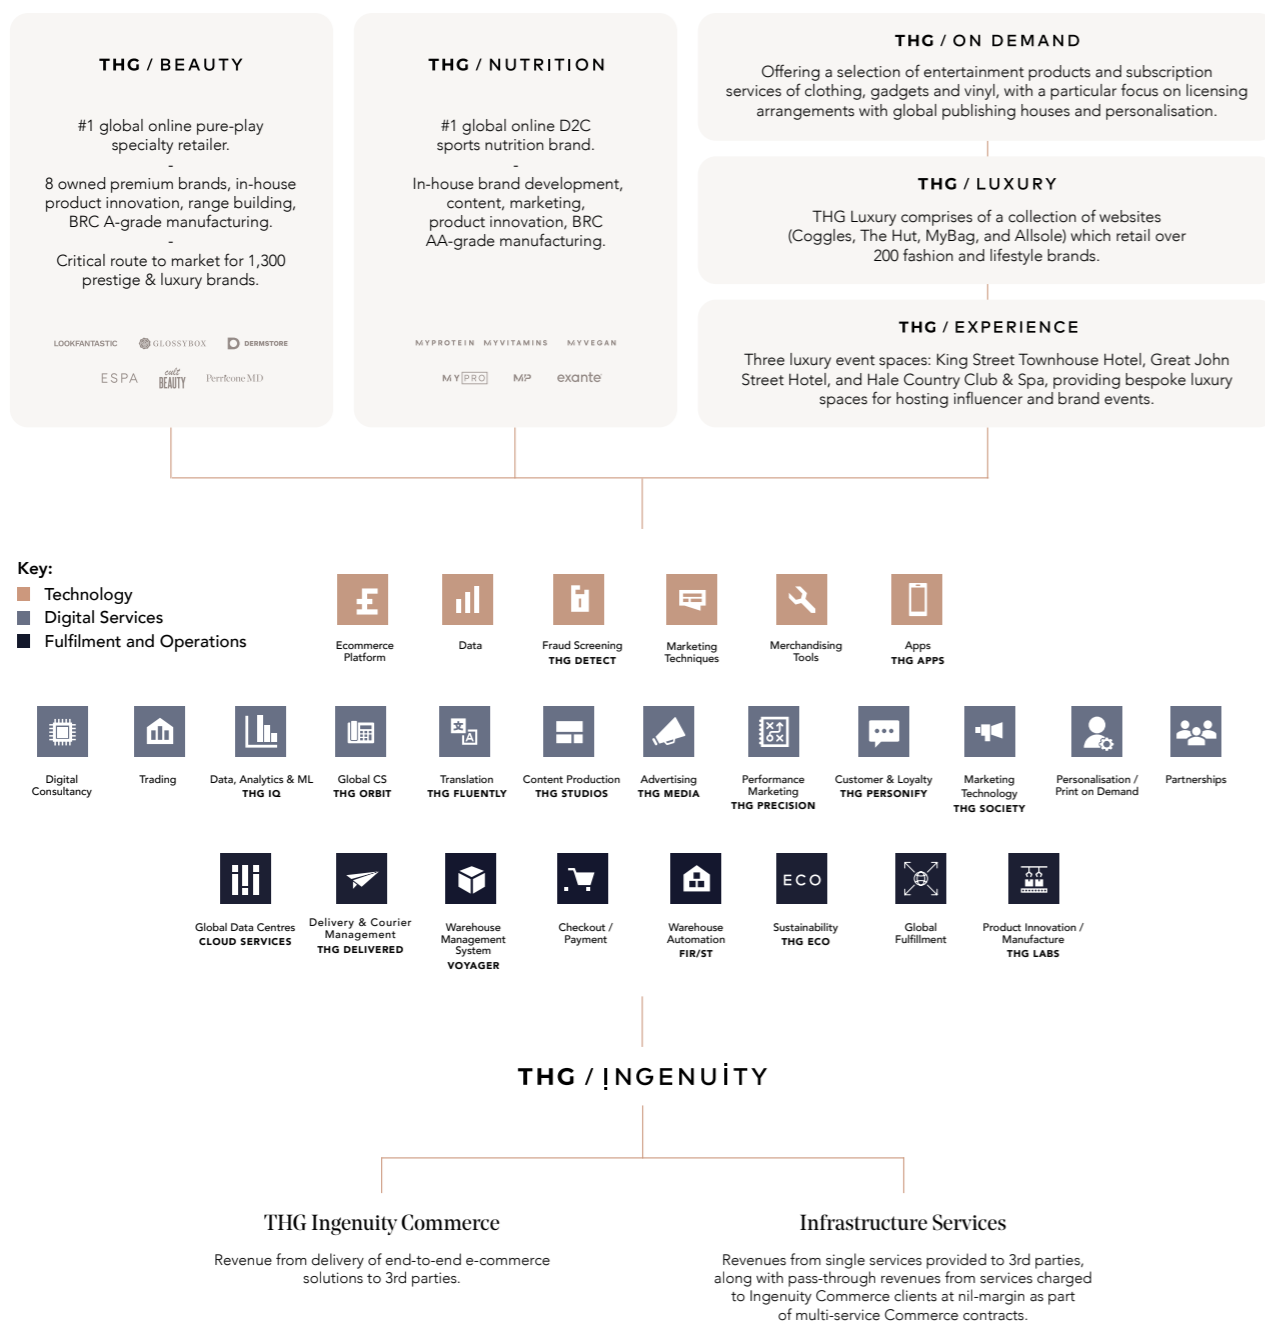 THG / BEAUTY
#1 global online pure-play
specialty retailer.
-
8 owned premium brands, in-house
product innovation, range building,
BRC A-grade manufacturing.
-
Critical route to market for 1,300
prestige & luxury brands.
LOOKFANTASTIC GLOSSYBOX DERMSTORE
ESPA cult BEAUTY Perricone MD
THG / NUTRITION
#1 global online D2C
sports nutrition brand.
-
In-house brand development,
content, marketing,
product innovation, BRC
AA-grade manufacturing.
MYPROTEIN MYVITAMINS MYVEGAN
MYPRO MP exante
THG / ON DEMAND
Offering a selection of entertainment products and subscription
services of clothing, gadgets and vinyl, with a particular focus on licensing
arrangements with global publishing houses and personalisation.
THG / LUXURY
THG Luxury comprises of a collection of websites
(Coggles, The Hut, MyBag, and Allsole) which retail over
200 fashion and lifestyle brands.
THG / EXPERIENCE
Three luxury event spaces: King Street Townhouse Hotel, Great John
Street Hotel, and Hale Country Club & Spa, providing bespoke luxury
spaces for hosting influencer and brand events.
Key:
Technology
Digital Services
Fulfilment and Operations
£
Ecommerce
Platform
Data
Fraud Screening
THG DETECT
Marketing
Techniques
Merchandising
Tools
Apps
THG APPS
Digital
Consultancy
Trading
Data, Analytics & ML
THG IQ
Global CS
THG ORBIT
文 A
Translation
THG FLUENTLY
Content Production
THG STUDIOS
Advertising
THG MEDIA
Performance
Marketing
THG PRECISION
Customer & Loyalty
THG PERSONIFY
Marketing
Technology
THG SOCIETY
Personalisation /
Print on Demand
Partnerships
Global Data Centres
CLOUD SERVICES
Delivery & Courier
Management
THG DELIVERED
Warehouse
Management
System
VOYAGER
Checkout /
Payment
Warehouse
Automation
FIR/ST
ECO
Sustainability
THG ECO
Global
Fulfillment
Product Innovation /
Manufacture
THG LABS
THG / INGENUITY
THG Ingenuity Commerce
Revenue from delivery of end-to-end e-commerce
solutions to 3rd parties.
Infrastructure Services
Revenues from single services provided to 3rd parties,
along with pass-through revenues from services charged
to Ingenuity Commerce clients at nil-margin as part
of multi-service Commerce contracts.